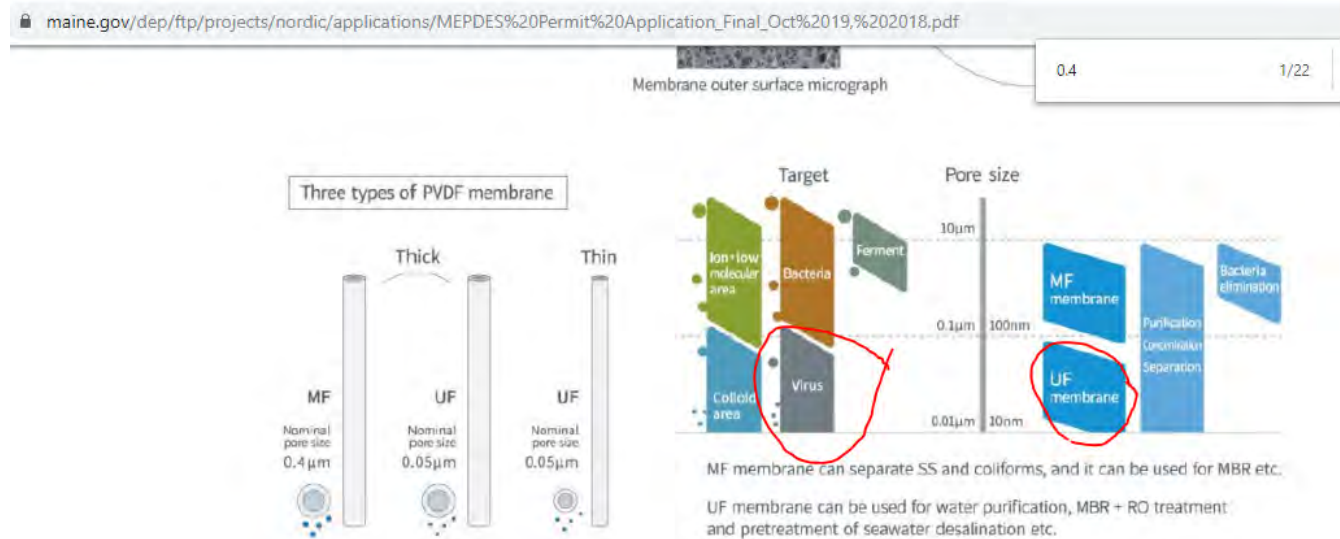 maine.gov/dep/ftp/projects/nordic/applications/MEPDES%20Permit%20Application_Final_Oct%2019,%202018.pdf
0.4 1/22
Membrane outer surface micrograph
Three types of PVDF membrane
Thick
Thin
MF
Nominal
pore size
0.4μm
UF
Nominal
pore size
0.05μm
UF
Nominal
pore size
0.05μm
Target
Pore size
Ion•low
molecular
area
Bacteria
Ferment
Colloid
area
Virus
10μm
0.1μm 100nm
0.01μm 10nm
MF
membrane
UF
membrane
Purification
Concentration
Separation
Bacteria
elimination
MF membrane can separate SS and coliforms, and it can be used for MBR etc.
UF membrane can be used for water purification, MBR + RO treatment
and pretreatment of seawater desalination etc.